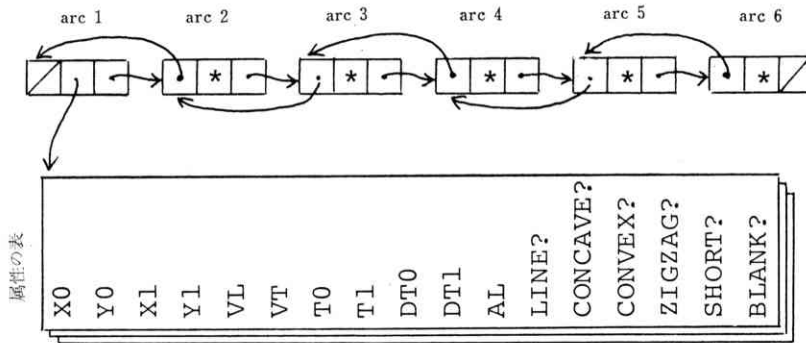 arc 1 arc 2 arc 3 arc 4 arc 5 arc 6
* * * * *
属性の表
X0
Y0
X1
Y1
VL
VT
T0
T1
DT0
DT1
AL
LINE?
CONCAVE?
CONVEX?
ZIGZAG?
SHORT?
BLANK?